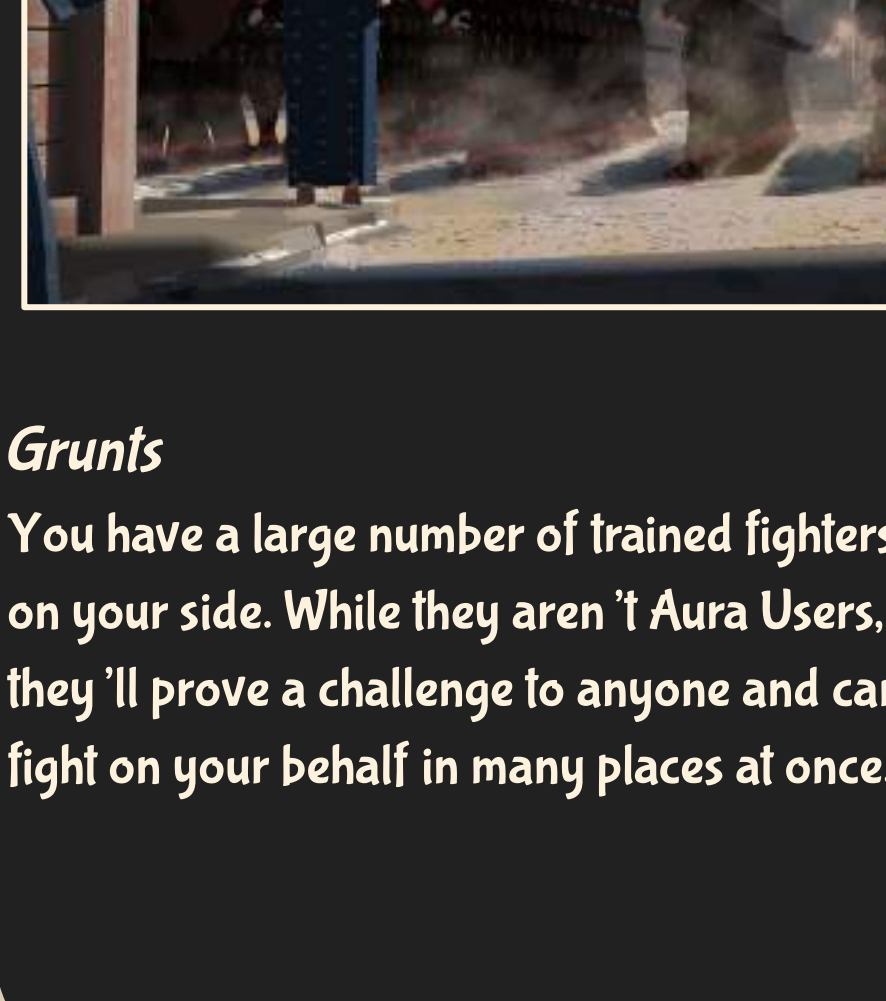 Grunts
You have a large number of trained fighters
on your side. While they aren 't Aura Users,
they 'll prove a challenge to anyone and can
fight on your behalf in many places at once.